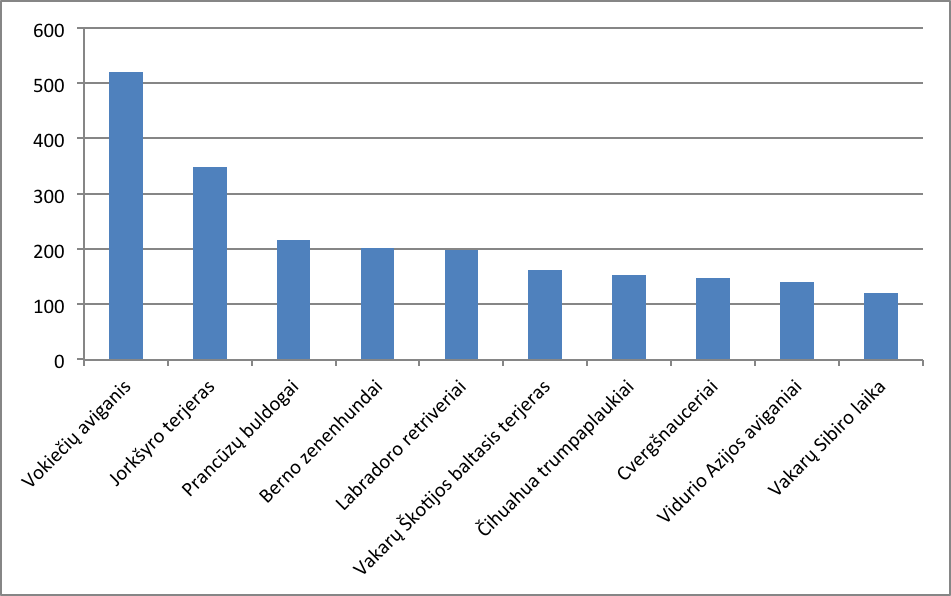 600
500
400
300
200
100
0
Vokiečių aviganis
Jorkšyro terjeras
Prancūzų buldogai
Berno zenenhundai
Labradoro retriveriai
Vakarų Škotijos baltasis terjeras
Čihuahua trumpaplaukiai
Cvergšnauceriai
Vidurio Azijos aviganiai
Vakarų Sibiro laika